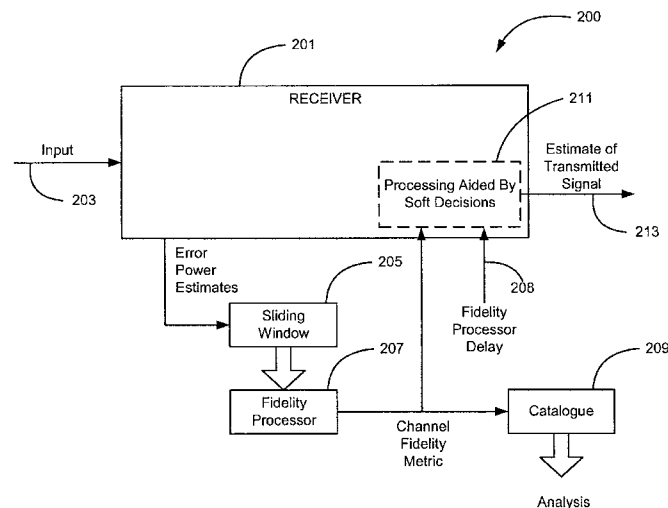 200
201
RECEIVER
211
Input
Estimate of
Transmitted
Signal
Processing Aided By
Soft Decisions
203
213
Error
Power
Estimates
205
208
Sliding
Window
Fidelity
Processor
Delay
207
209
Fidelity
Processor
Catalogue
Channel
Fidelity
Metric
Analysis